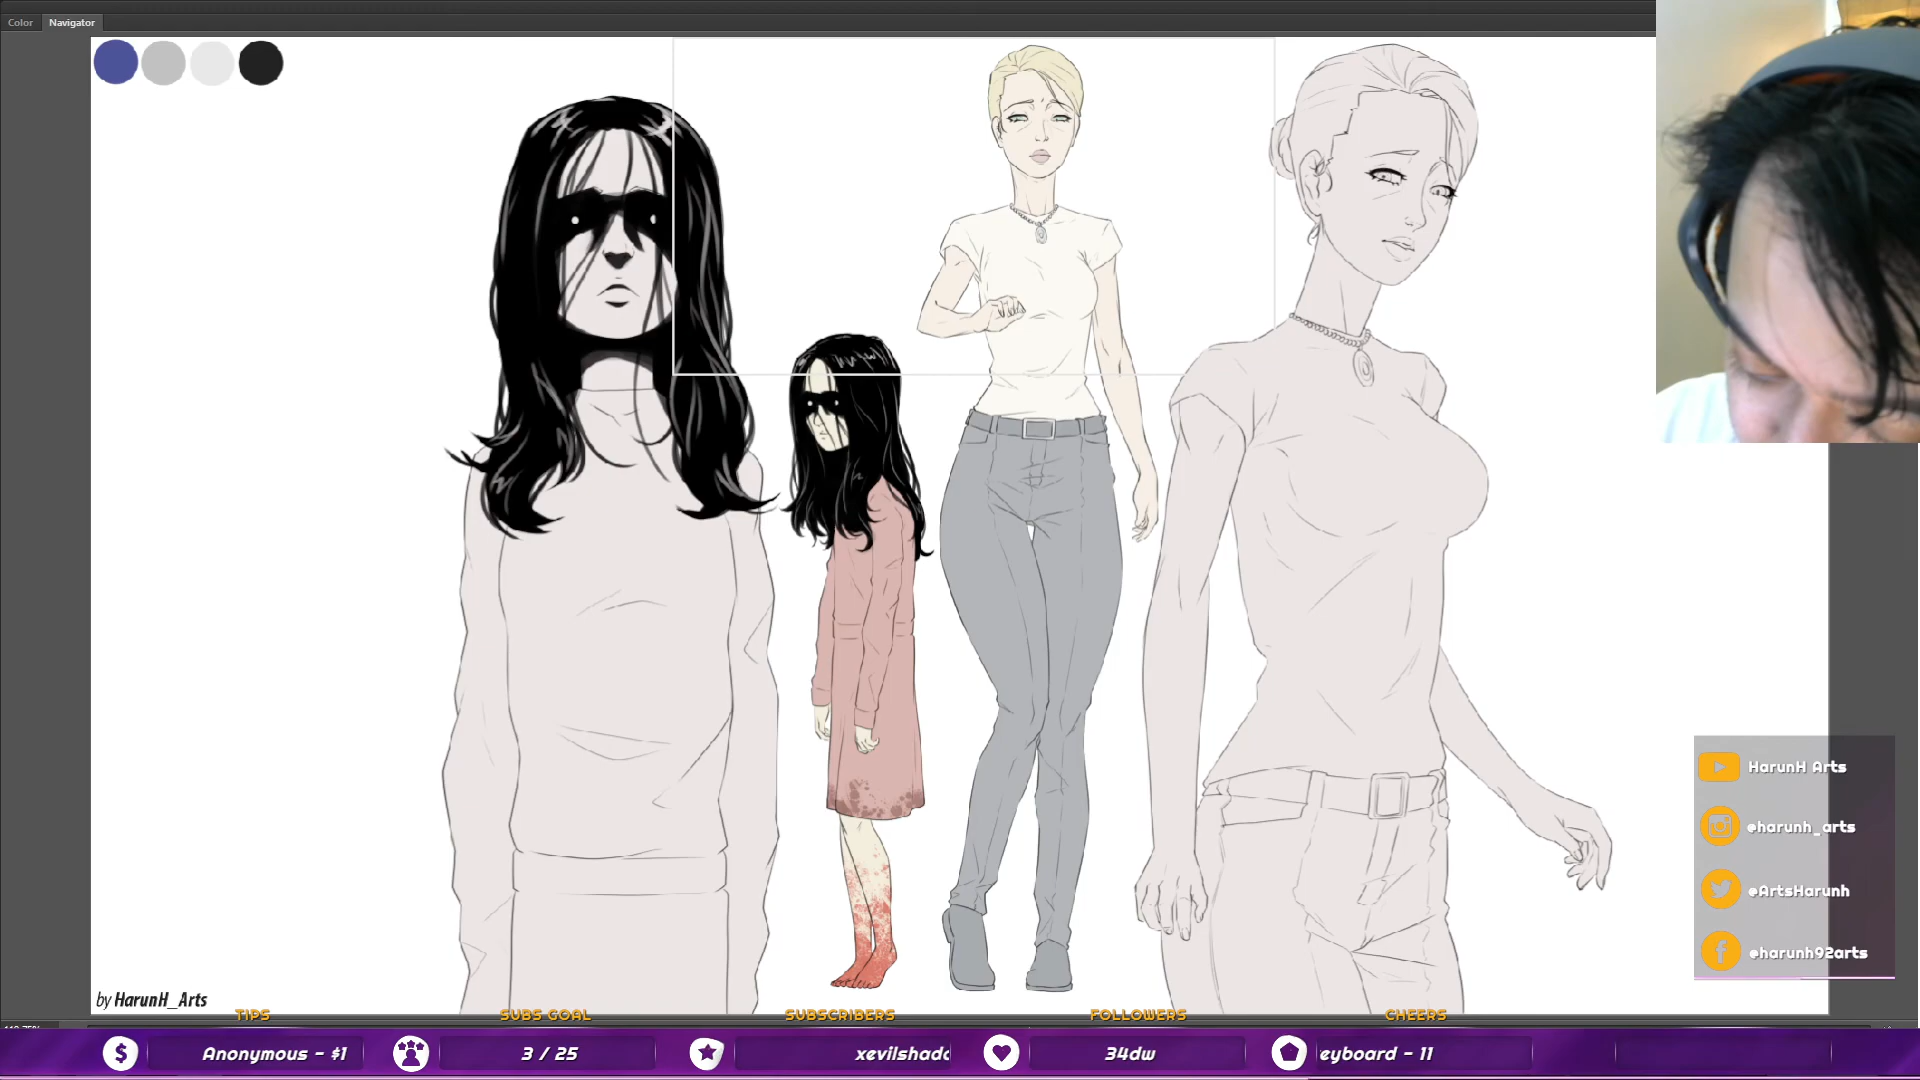 Color Navigator
HarunH Arts
@harunh_arts
@ArtsHarunh
@harunh92arts
by HarunH_Arts
TIPS SUBS GOAL SUBSCRIBERS FOLLOWERS CHEERS
$ Anonymous - $1 3 / 25 xevilshado 34dw eyboard - 11